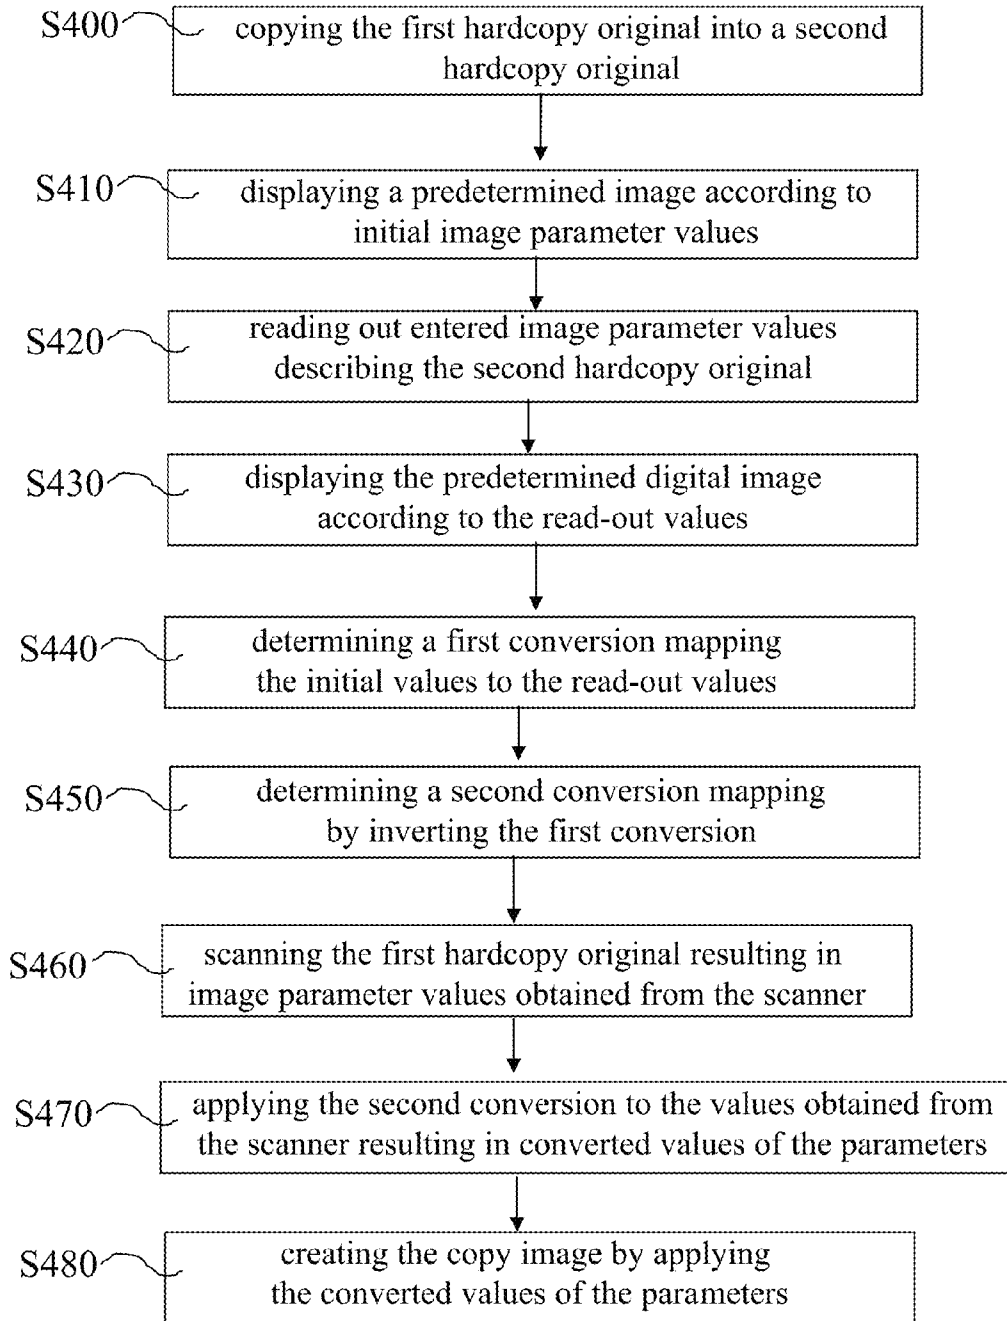 S400
copying the first hardcopy original into a second
hardcopy original
S410
displaying a predetermined image according to
initial image parameter values
S420
reading out entered image parameter values
describing the second hardcopy original
S430
displaying the predetermined digital image
according to the read-out values
S440
determining a first conversion mapping
the initial values to the read-out values
S450
determining a second conversion mapping
by inverting the first conversion
S460
scanning the first hardcopy original resulting in
image parameter values obtained from the scanner
S470
applying the second conversion to the values obtained from
the scanner resulting in converted values of the parameters
S480
creating the copy image by applying
the converted values of the parameters